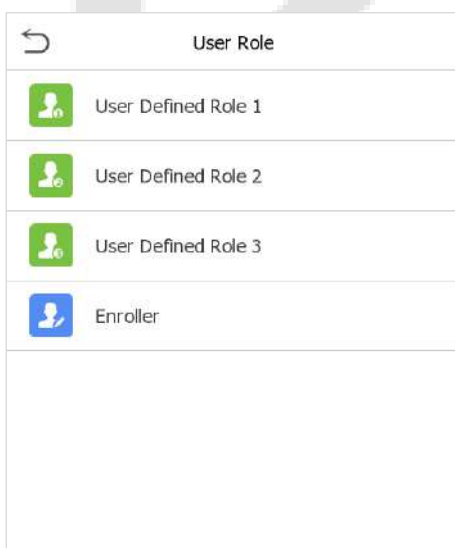 User Role
User Defined Role 1
User Defined Role 2
User Defined Role 3
Enroller